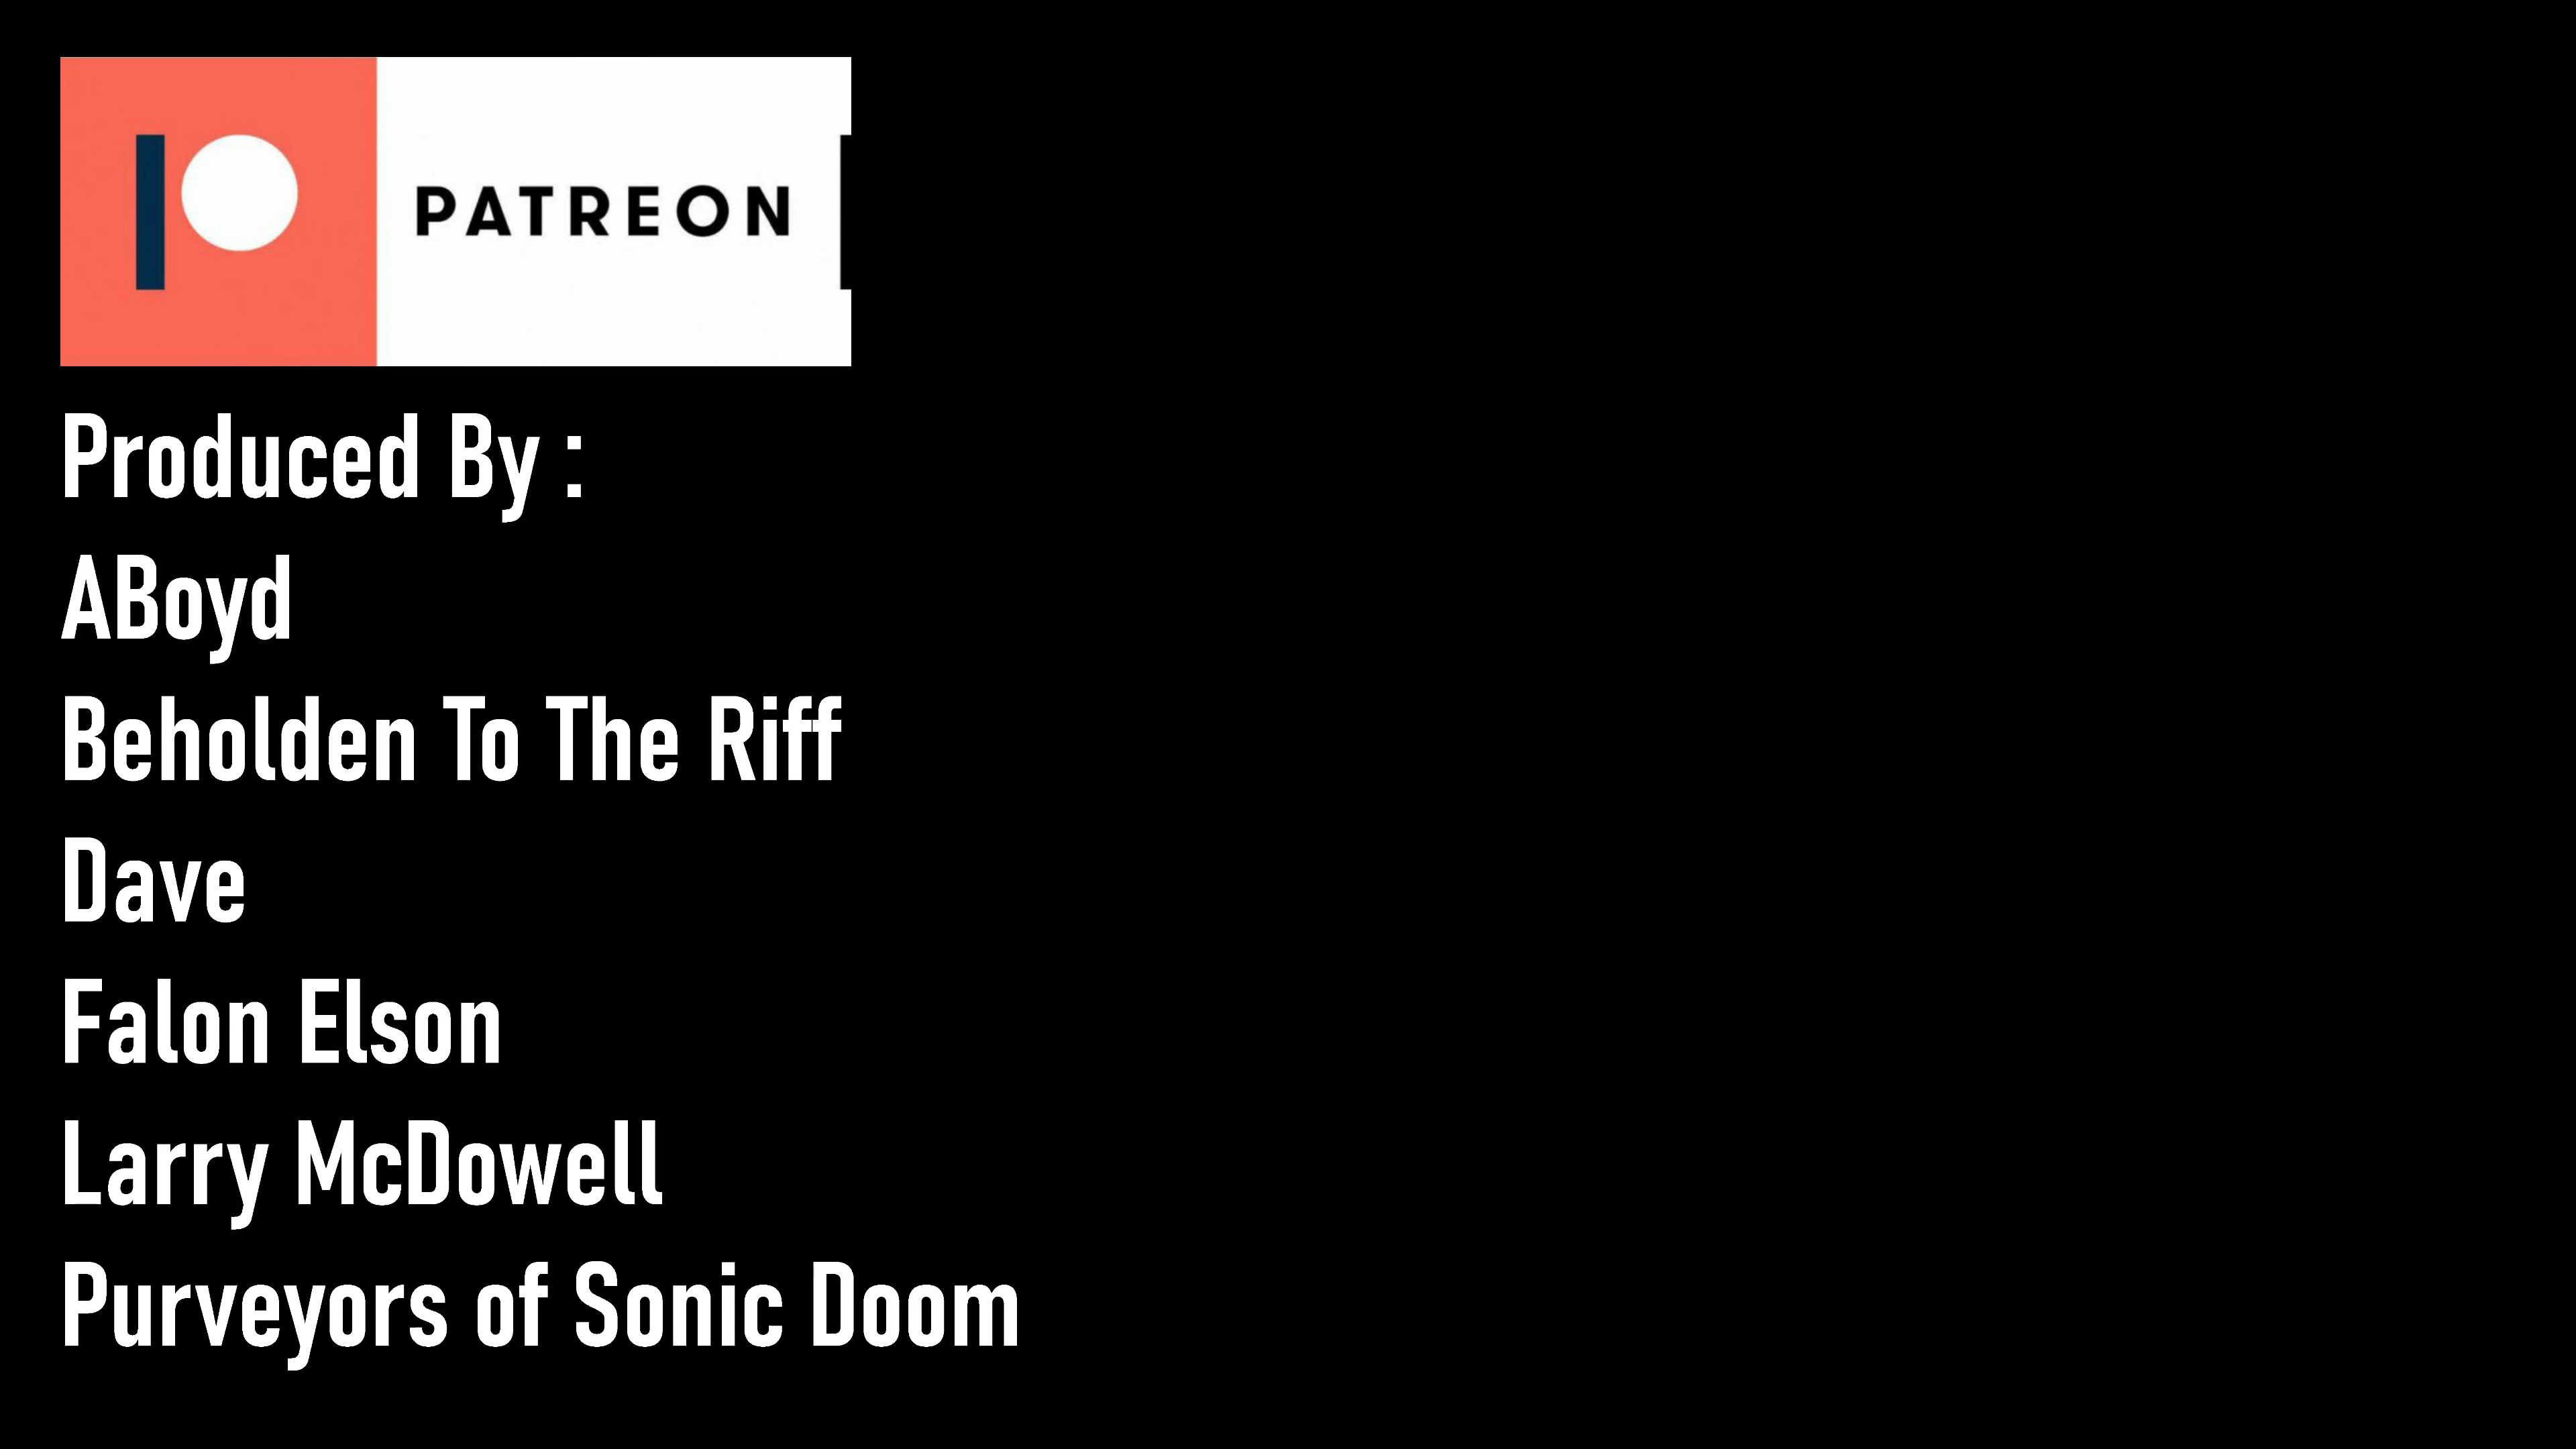 PATREON
Produced By :
ABoyd
Beholden To The Riff
Dave
Falon Elson
Larry McDowell
Purveyors of Sonic Doom